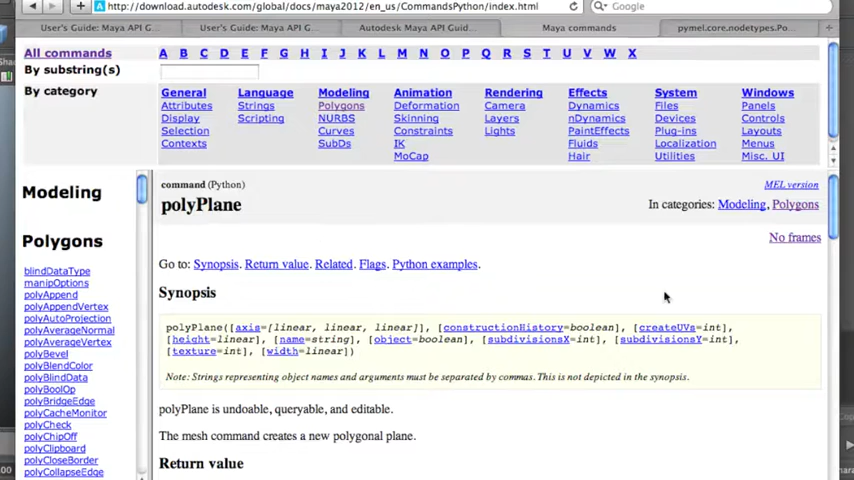 http://download.autodesk.com/global/docs/maya2012/en_us/CommandsPython/index.html
Google
User's Guide: Maya API G...
User's Guide: Maya API G...
Autodesk Maya API Guid...
Maya commands
pymel.core.nodetypes.Po...
All commands
A B C D E F G H I J K L M N O P Q R S T U V W X
By substring(s)
By category
General Language Modeling Animation Rendering Effects System Windows
Attributes Strings Polygons Deformation Camera Dynamics Files Panels
Display Scripting NURBS Skinning Layers nDynamics Devices Controls
Selection Curves Constraints Lights PaintEffects Plug-ins Layouts
Contexts SubDs IK Fluids Localization Menus
MoCap Hair Utilities Misc. UI
Modeling
Polygons
blindDataType
manipOptions
polyAppend
polyAppendVertex
polyAutoProjection
polyAverageNormal
polyAverageVertex
polyBevel
polyBlendColor
polyBlindData
polyBoolOp
polyBridgeEdge
polyCacheMonitor
polyCheck
polyChipOff
polyClipboard
polyCloseBorder
polyCollapseEdge
command (Python)
MEL version
polyPlane
In categories: Modeling, Polygons
No frames
Go to: Synopsis. Return value. Related. Flags. Python examples.
Synopsis
polyPlane([axis=[linear, linear, linear]], [constructionHistory=boolean], [createUVs=int],
[height=linear], [name=string], [object=boolean], [subdivisionsX=int], [subdivisionsY=int],
[texture=int], [width=linear])
Note: Strings representing object names and arguments must be separated by commas. This is not depicted in the synopsis.
polyPlane is undoable, queryable, and editable.
The mesh command creates a new polygonal plane.
Return value